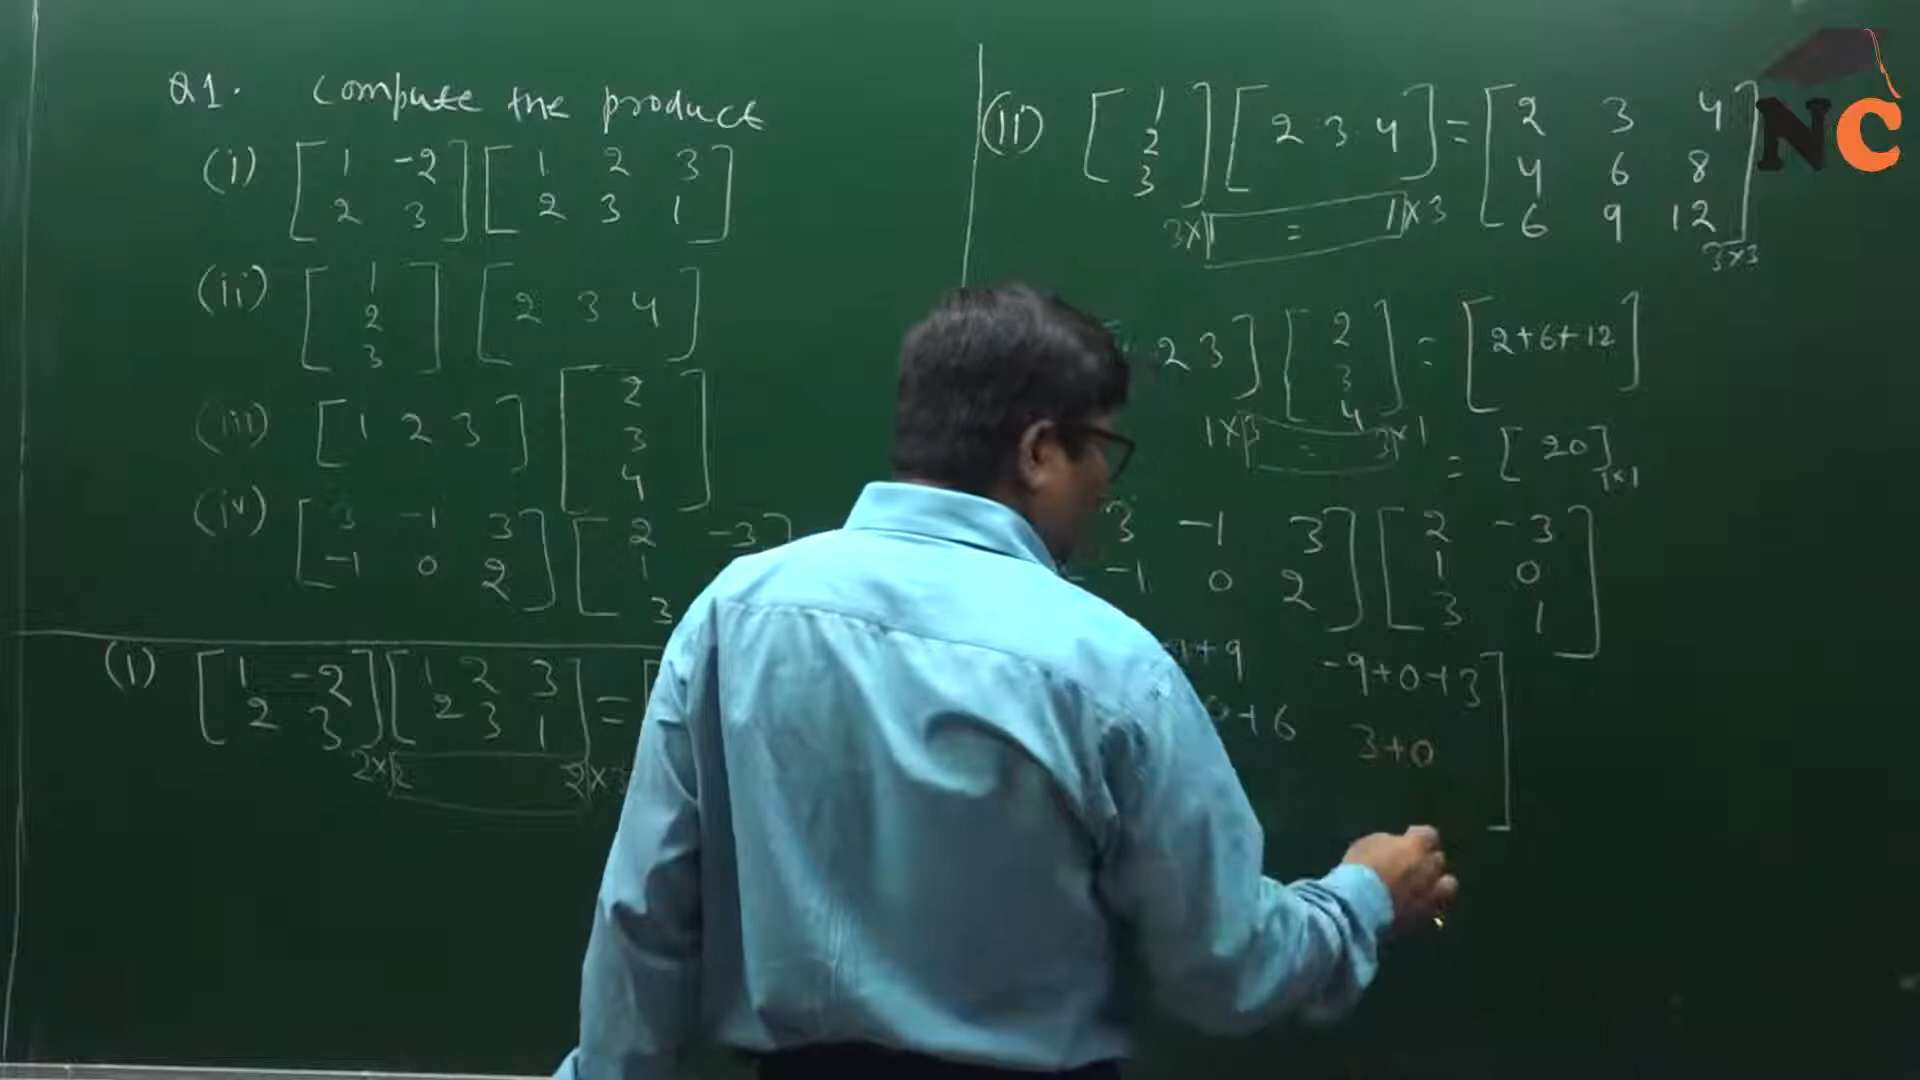 Q1. Compute the product
(i) [ 1 -2 ] [ 1 2 3 ]
2 3 2 3 1
(ii) [ 1 ] [ 2 3 4 ]
2
3
(iii) [ 1 2 3 ] [ 2 ]
3
4
(iv) [ 3 -1 3 ] [ 2 -3 ]
-1 0 2 1
3
(i) [ 1 -2 ] [ 1 2 3 ] = [
2 3 2 3 1
2×2 2×3
(ii) [ 1 ] [ 2 3 4 ] = [ 2 3 4 ]
2 4 6 8
3 6 9 12
3×1 = 1×3 3×3
2 3 ] [ 2 ] = [ 2+6+12 ]
3
4
1×3 = 3×1 = [ 20 ] 1×1
3 -1 3 ] [ 2 -3 ]
-1 0 2 1 0
3 1
+9 -9+0+3 ]
+6 3+0
NC